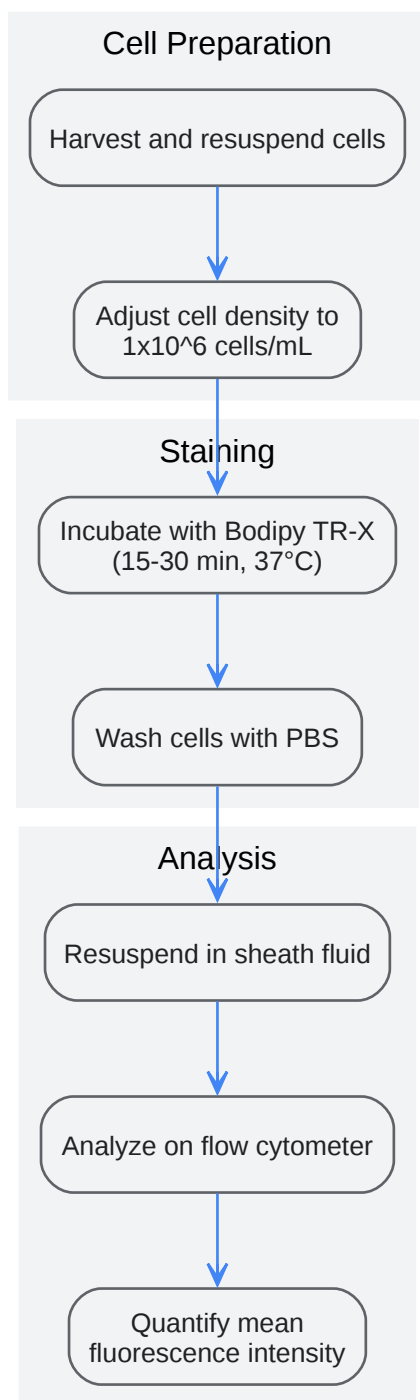 Cell Preparation
Harvest and resuspend cells
Adjust cell density to
1x10^6 cells/mL
Staining
Incubate with Bodipy TR-X
(15-30 min, 37°C)
Wash cells with PBS
Analysis
Resuspend in sheath fluid
Analyze on flow cytometer
Quantify mean
fluorescence intensity